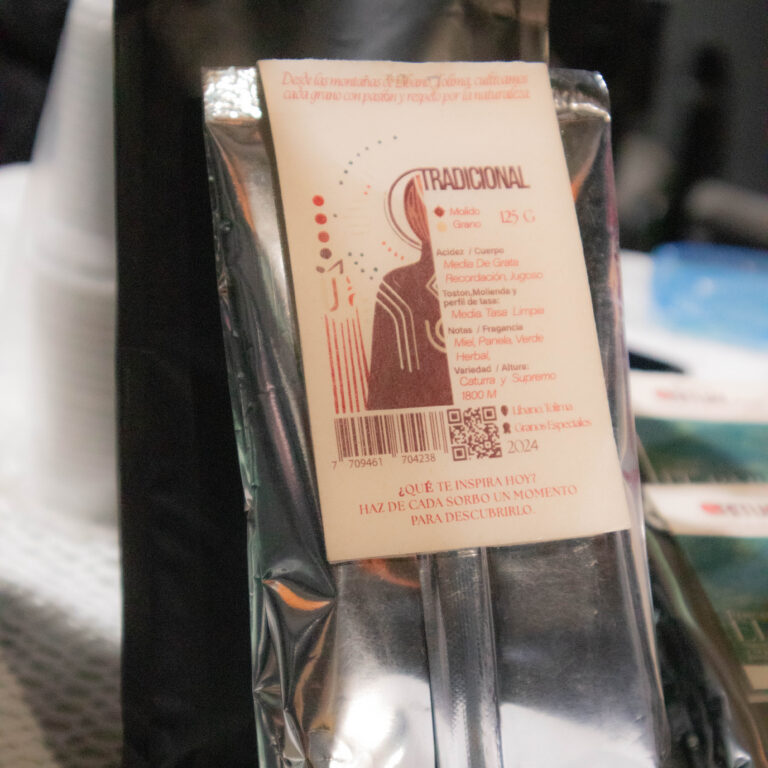 Desde las montañas de Líbano, Tolima, cultivamos
cada grano con pasión y respeto por la naturaleza
TRADICIONAL
Molido
Grano
125 G
Acidez / Cuerpo
Media De Grata
Recordación, Jugoso
Toston, Molienda y
perfil de tasa:
Media Tasa Limpia
Notas / Fragancia
Miel, Panela, Verde
Herbal,
Variedad / Altura:
Caturra y Supremo
1800 M
Líbano, Tolima
Granos Especiales
2024
7 709461 704238
¿QUÉ TE INSPIRA HOY?
HAZ DE CADA SORBO UN MOMENTO
PARA DESCUBRIRLO.